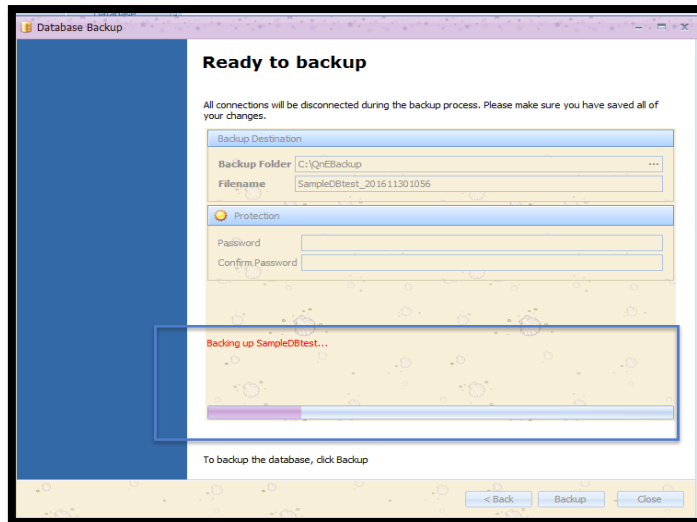 Database Backup
Ready to backup
All connections will be disconnected during the backup process. Please make sure you have saved all of
your changes.
Backup Destination
Backup Folder C:\QnEBackup ...
Filename SampleDBtest_201611301056
Protection
Password
Confirm Password
Backing up SampleDBtest...
To backup the database, click Backup
< Back Backup Close